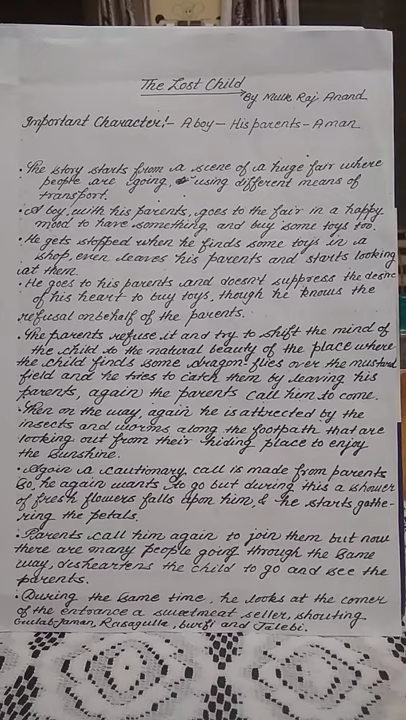 The Lost Child
By Mulk Raj Anand
Important Character:- A boy - His parents - A man
• The story starts from a scene of a huge fair where
people are going, using different means of
transport.
• A boy, with his parents, goes to the fair in a happy
mood to have something, and buy some toys too.
• He gets stopped when he finds some toys in a
shop, even leaves his parents and starts looking
at them.
• He goes to his parents and doesn't suppress the desire
of his heart to buy toys, though he knows the
refusal onbehalf of the parents.
• The parents refuse it and try to shift the mind of
the child to the natural beauty of the place where
the child finds some dragon-flies over the mustard
field and he tries to catch them by leaving his
parents, again the parents call him to come.
• Then on the way, again he is attrected by the
insects and worms along the footpath that are
looking out from their hiding place to enjoy
the sunshine.
• Again a cautionary call is made from parents
so, he again wants to go but during this a shower
of fresh flowers falls upon him, & he starts gathe-
ring the petals.
• Parents call him again to join them but now
there are many people going through the same
way, disheartens the child to go and see the
parents.
• During the same time, he looks at the corner
of the entrance a sweetmeat seller, shouting
Gulab-Jaman, Rasagulla, burfi and Jalebi.